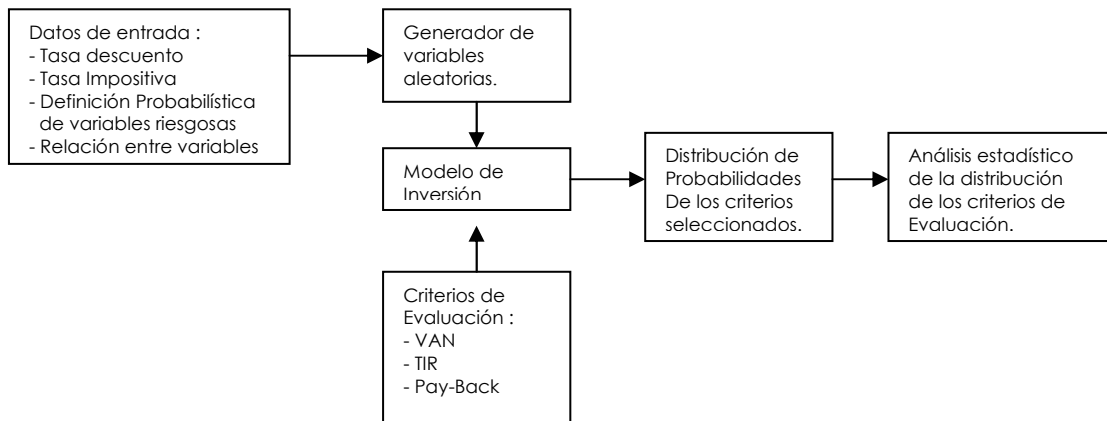 Datos de entrada :
- Tasa descuento
- Tasa Impositiva
- Definición Probabilística
de variables riesgosas
- Relación entre variables
Generador de
variables
aleatorias.
Modelo de
Inversión
Distribución de
Probabilidades
De los criterios
seleccionados.
Análisis estadístico
de la distribución
de los criterios de
Evaluación.
Criterios de
Evaluación :
- VAN
- TIR
- Pay-Back